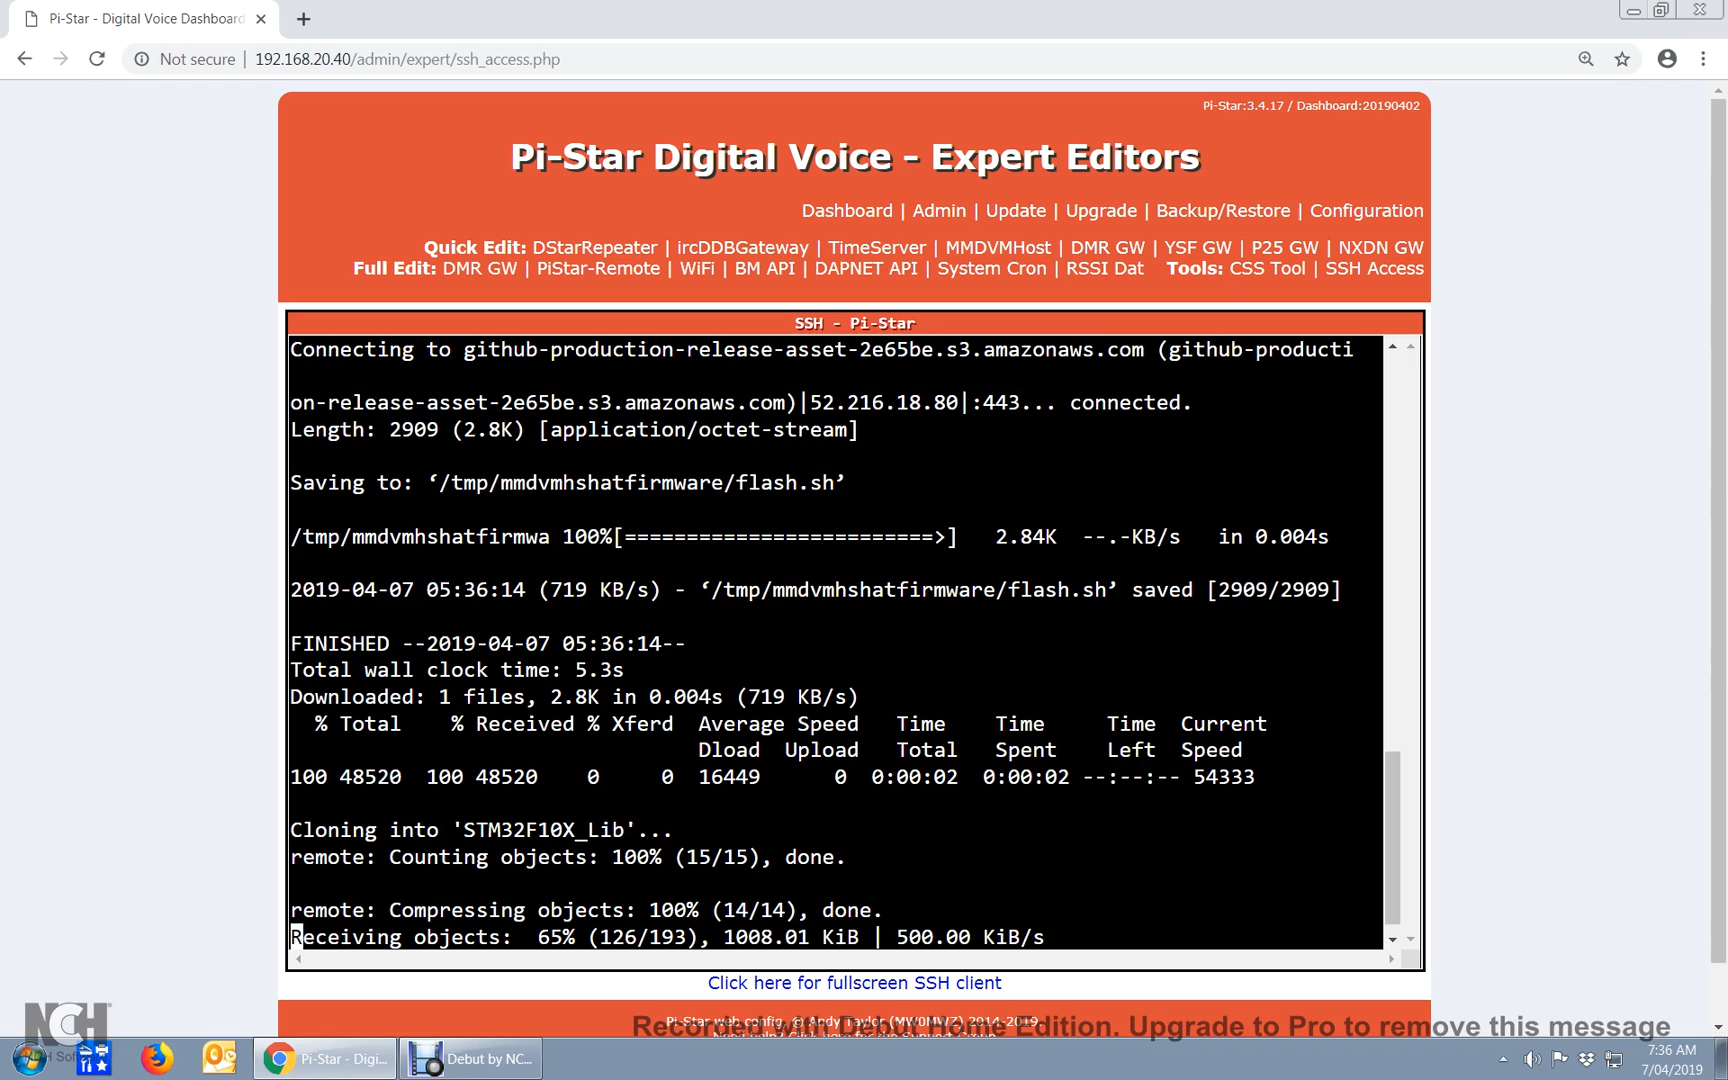 Pi-Star - Digital Voice Dashboard
Not secure | 192.168.20.40/admin/expert/ssh_access.php
Pi-Star:3.4.17 / Dashboard:20190402
Pi-Star Digital Voice - Expert Editors
Dashboard | Admin | Update | Upgrade | Backup/Restore | Configuration
Quick Edit: DStarRepeater | ircDDBGateway | TimeServer | MMDVMHost | DMR GW | YSF GW | P25 GW | NXDN GW
Full Edit: DMR GW | PiStar-Remote | WiFi | BM API | DAPNET API | System Cron | RSSI Dat Tools: CSS Tool | SSH Access
SSH - Pi-Star
Connecting to github-production-release-asset-2e65be.s3.amazonaws.com (github-producti
on-release-asset-2e65be.s3.amazonaws.com)|52.216.18.80|:443... connected.
Length: 2909 (2.8K) [application/octet-stream]
Saving to: ‘/tmp/mmdvmhshatfirmware/flash.sh’
/tmp/mmdvmhshatfirmwa 100%[=========================>] 2.84K --.-KB/s in 0.004s
2019-04-07 05:36:14 (719 KB/s) - ‘/tmp/mmdvmhshatfirmware/flash.sh’ saved [2909/2909]
FINISHED --2019-04-07 05:36:14--
Total wall clock time: 5.3s
Downloaded: 1 files, 2.8K in 0.004s (719 KB/s)
% Total % Received % Xferd Average Speed Time Time Time Current
Dload Upload Total Spent Left Speed
100 48520 100 48520 0 0 16449 0 0:00:02 0:00:02 --:--:-- 54333
Cloning into 'STM32F10X_Lib'...
remote: Counting objects: 100% (15/15), done.
remote: Compressing objects: 100% (14/14), done.
Receiving objects: 65% (126/193), 1008.01 KiB | 500.00 KiB/s
Click here for fullscreen SSH client
Pi-Star web config, © Andy Taylor (MW0MWZ) 2014-2019.
Recorded with Debut Home Edition. Upgrade to Pro to remove this message
NCH
Pi-Star - Digi...
Debut by NC...
7:36 AM
7/04/2019